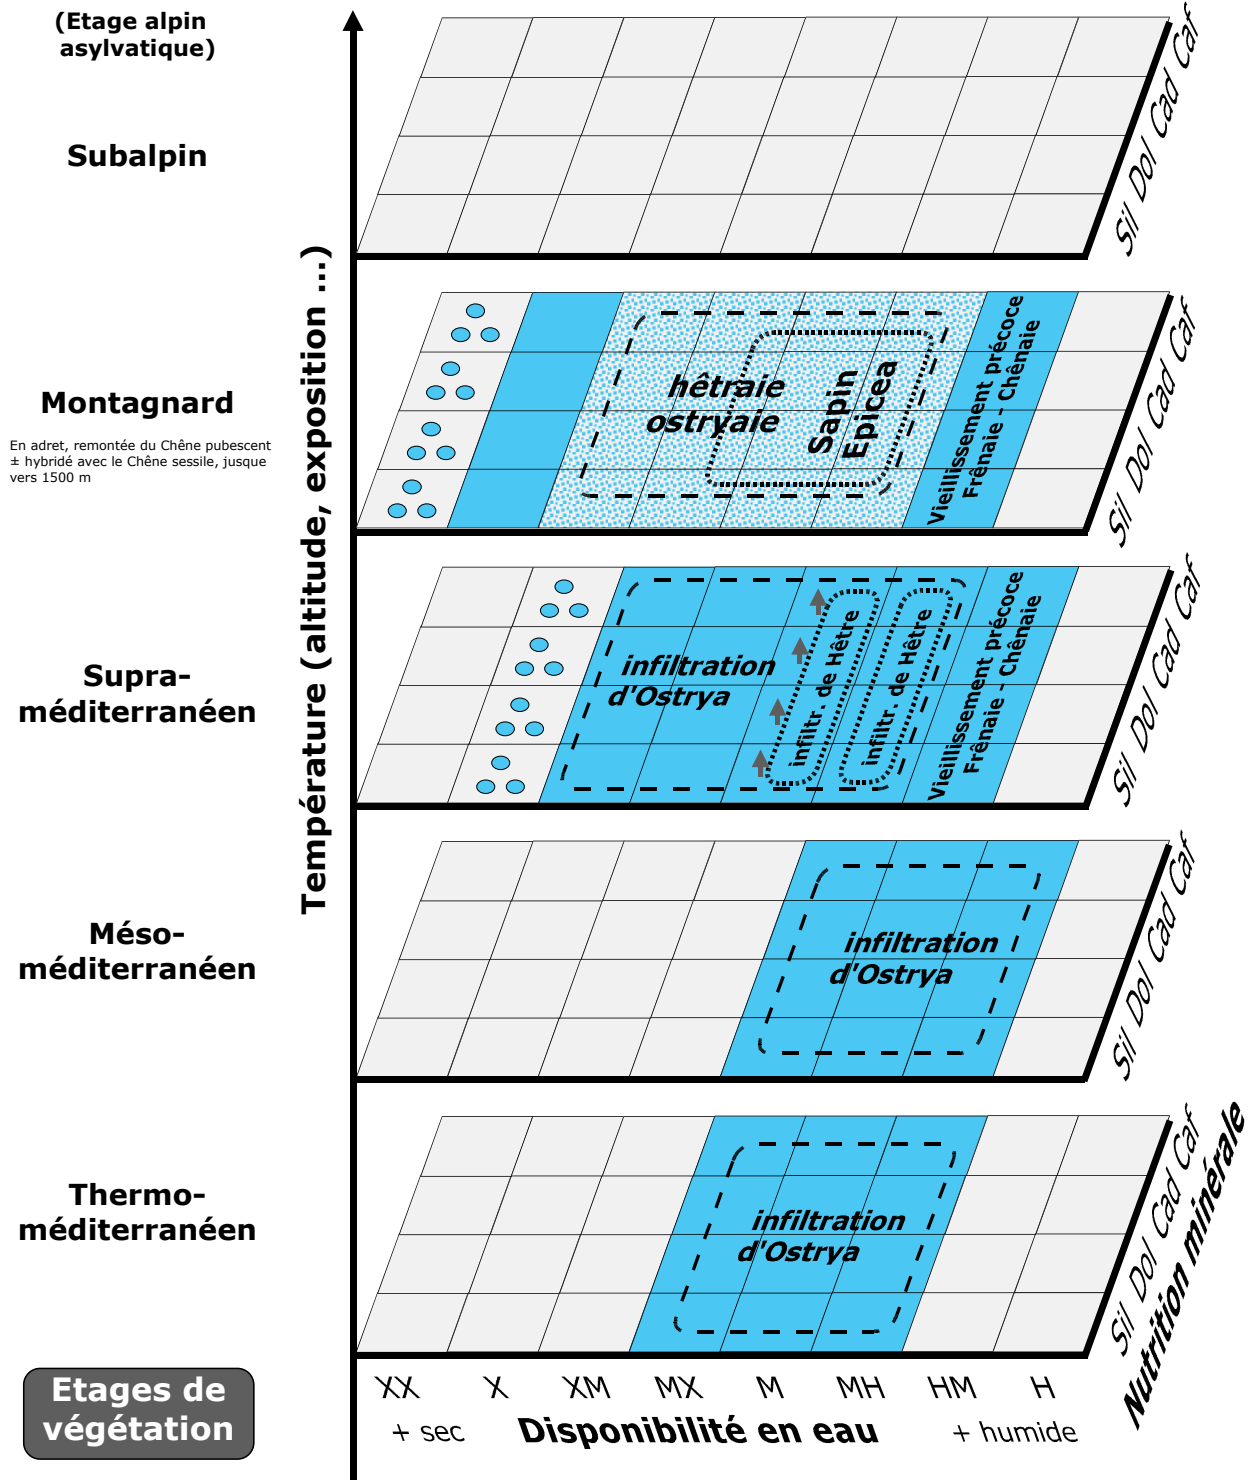 (Etage alpin
asylvatique)
Subalpin
Sil Dol Cad Caf
Température (altitude, exposition ...)
Montagnard
En adret, remontée du Chêne pubescent
± hybridé avec le Chêne sessile, jusque
vers 1500 m
hêtraie
ostryaie
Sapin
Epicea
Vieillissement précoce
Frênaie - Chênaie
Sil Dol Cad Caf
Supra-
méditerranéen
infiltration
d'Ostrya
infiltr. de Hêtre
infiltr. de Hêtre
Vieillissement précoce
Frênaie - Chênaie
Sil Dol Cad Caf
Méso-
méditerranéen
infiltration
d'Ostrya
Sil Dol Cad Caf
Thermo-
méditerranéen
infiltration
d'Ostrya
Sil Dol Cad Caf
Nutrition minérale
Etages de
végétation
XX X XM MX M MH HM H
+ sec Disponibilité en eau + humide